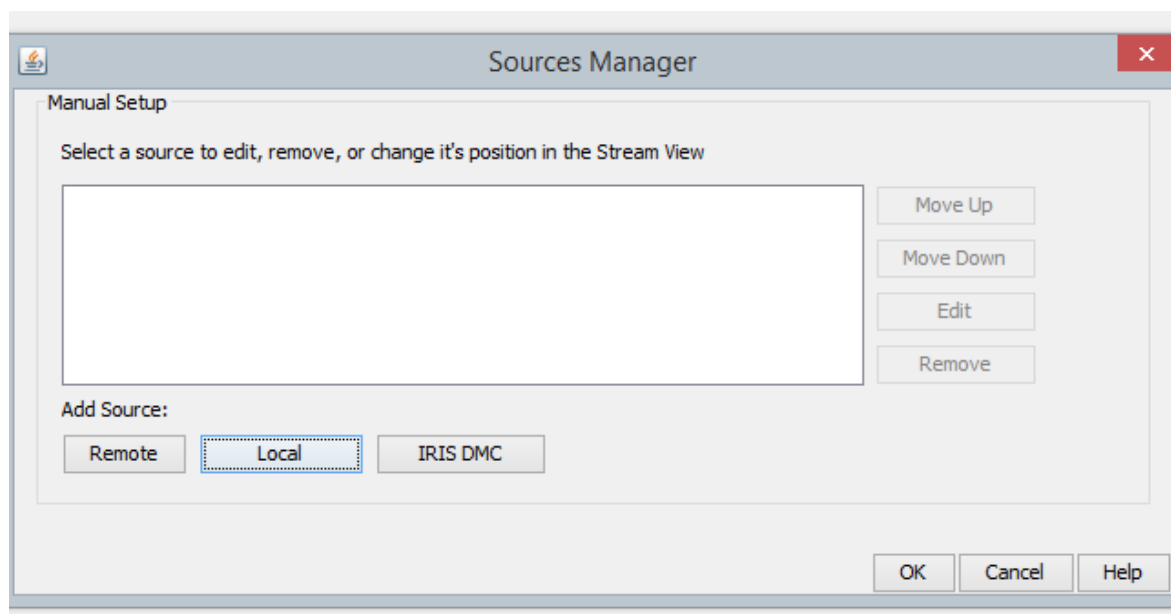 Sources Manager
Manual Setup
Select a source to edit, remove, or change it's position in the Stream View
Move Up
Move Down
Edit
Remove
Add Source:
Remote Local IRIS DMC
OK Cancel Help